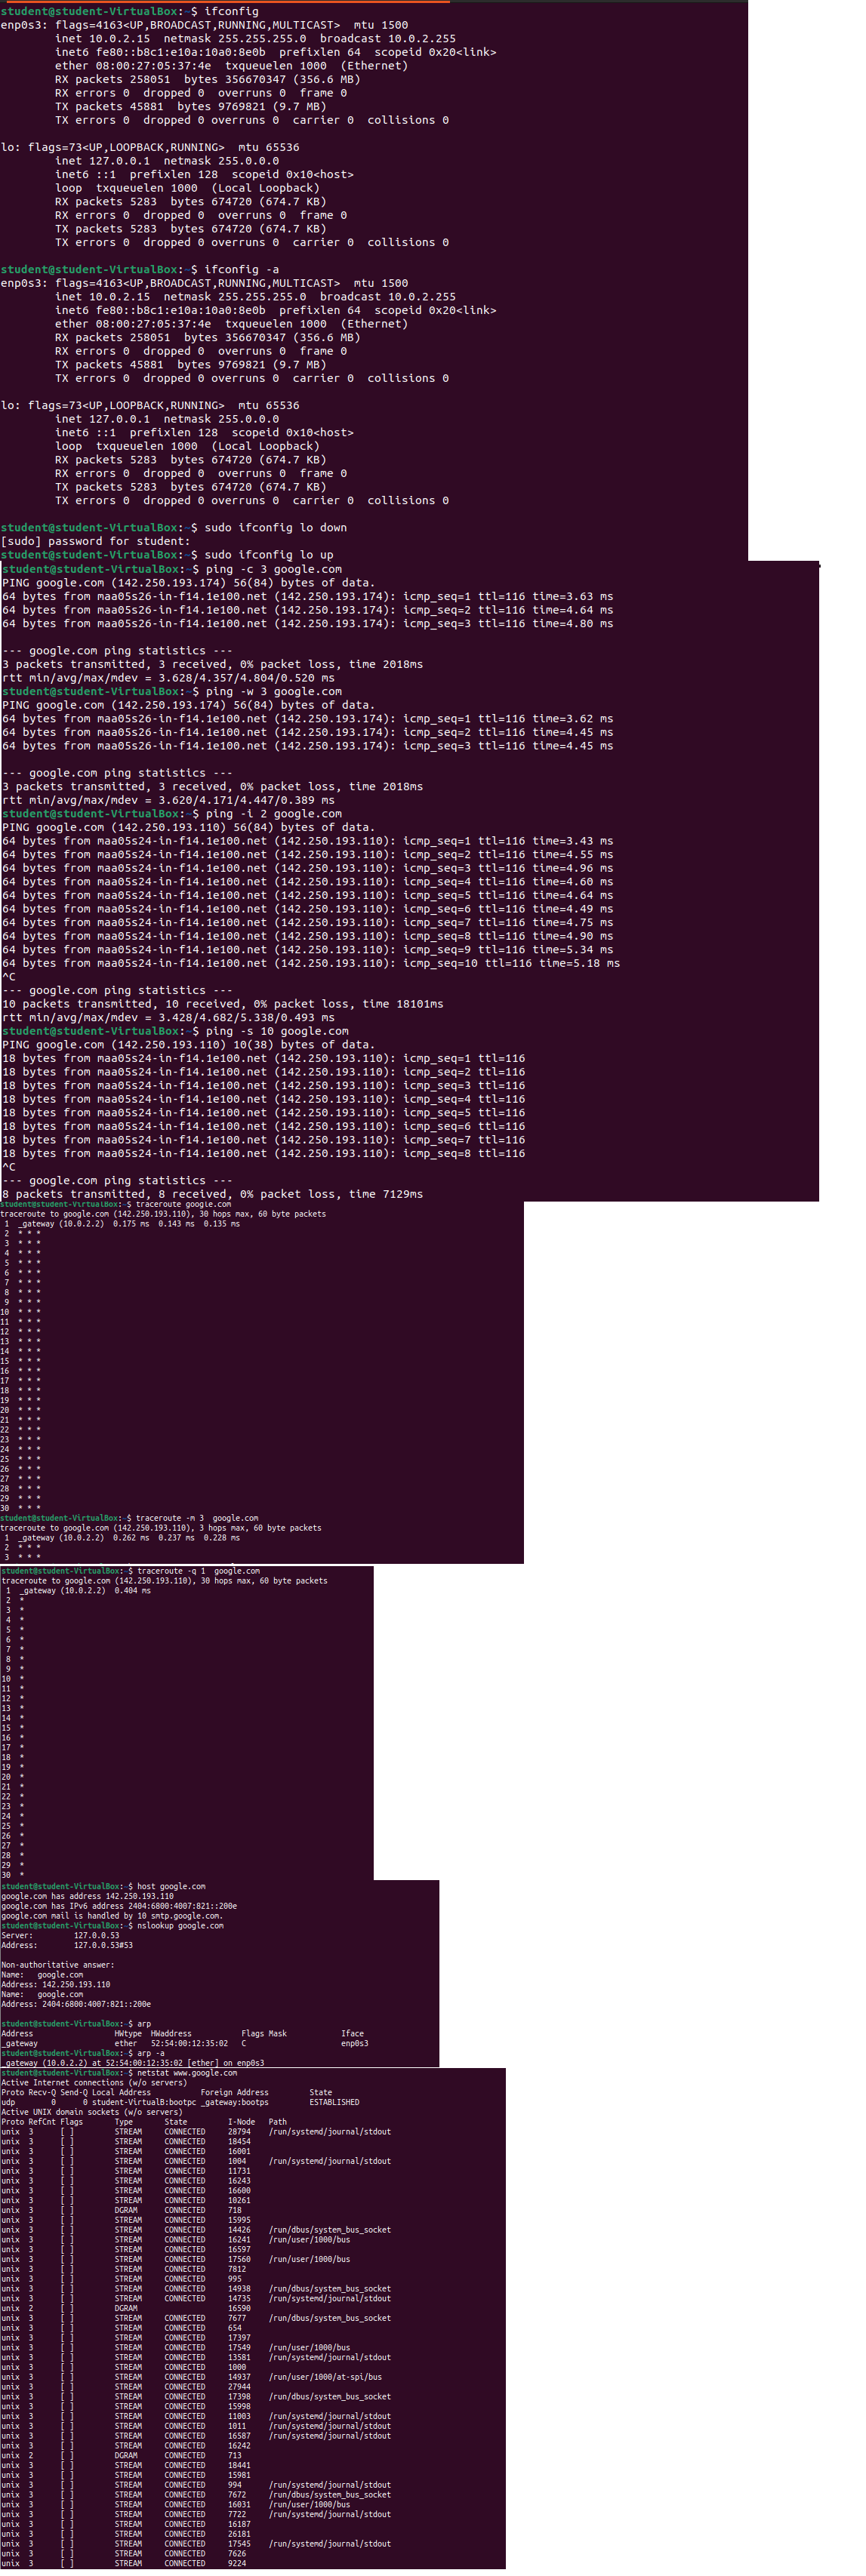 student@student-VirtualBox:~$ ifconfig
enp0s3: flags=4163<UP,BROADCAST,RUNNING,MULTICAST>  mtu 1500
        inet 10.0.2.15  netmask 255.255.255.0  broadcast 10.0.2.255
        inet6 fe80::b8c1:e10a:10a0:8e0b  prefixlen 64  scopeid 0x20<link>
        ether 08:00:27:05:37:4e  txqueuelen 1000  (Ethernet)
        RX packets 258051  bytes 356670347 (356.6 MB)
        RX errors 0  dropped 0  overruns 0  frame 0
        TX packets 45881  bytes 9769821 (9.7 MB)
        TX errors 0  dropped 0 overruns 0  carrier 0  collisions 0

lo: flags=73<UP,LOOPBACK,RUNNING>  mtu 65536
        inet 127.0.0.1  netmask 255.0.0.0
        inet6 ::1  prefixlen 128  scopeid 0x10<host>
        loop  txqueuelen 1000  (Local Loopback)
        RX packets 5283  bytes 674720 (674.7 KB)
        RX errors 0  dropped 0  overruns 0  frame 0
        TX packets 5283  bytes 674720 (674.7 KB)
        TX errors 0  dropped 0 overruns 0  carrier 0  collisions 0

student@student-VirtualBox:~$ ifconfig -a
enp0s3: flags=4163<UP,BROADCAST,RUNNING,MULTICAST>  mtu 1500
        inet 10.0.2.15  netmask 255.255.255.0  broadcast 10.0.2.255
        inet6 fe80::b8c1:e10a:10a0:8e0b  prefixlen 64  scopeid 0x20<link>
        ether 08:00:27:05:37:4e  txqueuelen 1000  (Ethernet)
        RX packets 258051  bytes 356670347 (356.6 MB)
        RX errors 0  dropped 0  overruns 0  frame 0
        TX packets 45881  bytes 9769821 (9.7 MB)
        TX errors 0  dropped 0 overruns 0  carrier 0  collisions 0

lo: flags=73<UP,LOOPBACK,RUNNING>  mtu 65536
        inet 127.0.0.1  netmask 255.0.0.0
        inet6 ::1  prefixlen 128  scopeid 0x10<host>
        loop  txqueuelen 1000  (Local Loopback)
        RX packets 5283  bytes 674720 (674.7 KB)
        RX errors 0  dropped 0  overruns 0  frame 0
        TX packets 5283  bytes 674720 (674.7 KB)
        TX errors 0  dropped 0 overruns 0  carrier 0  collisions 0

student@student-VirtualBox:~$ sudo ifconfig lo down
[sudo] password for student:
student@student-VirtualBox:~$ sudo ifconfig lo up
student@student-VirtualBox:~$ ping -c 3 google.com
PING google.com (142.250.193.174) 56(84) bytes of data.
64 bytes from maa05s26-in-f14.1e100.net (142.250.193.174): icmp_seq=1 ttl=116 time=3.63 ms
64 bytes from maa05s26-in-f14.1e100.net (142.250.193.174): icmp_seq=2 ttl=116 time=4.64 ms
64 bytes from maa05s26-in-f14.1e100.net (142.250.193.174): icmp_seq=3 ttl=116 time=4.80 ms

--- google.com ping statistics ---
3 packets transmitted, 3 received, 0% packet loss, time 2018ms
rtt min/avg/max/mdev = 3.628/4.357/4.804/0.520 ms
student@student-VirtualBox:~$ ping -w 3 google.com
PING google.com (142.250.193.174) 56(84) bytes of data.
64 bytes from maa05s26-in-f14.1e100.net (142.250.193.174): icmp_seq=1 ttl=116 time=3.62 ms
64 bytes from maa05s26-in-f14.1e100.net (142.250.193.174): icmp_seq=2 ttl=116 time=4.45 ms
64 bytes from maa05s26-in-f14.1e100.net (142.250.193.174): icmp_seq=3 ttl=116 time=4.45 ms

--- google.com ping statistics ---
3 packets transmitted, 3 received, 0% packet loss, time 2018ms
rtt min/avg/max/mdev = 3.620/4.171/4.447/0.389 ms
student@student-VirtualBox:~$ ping -i 2 google.com
PING google.com (142.250.193.110) 56(84) bytes of data.
64 bytes from maa05s24-in-f14.1e100.net (142.250.193.110): icmp_seq=1 ttl=116 time=3.43 ms
64 bytes from maa05s24-in-f14.1e100.net (142.250.193.110): icmp_seq=2 ttl=116 time=4.55 ms
64 bytes from maa05s24-in-f14.1e100.net (142.250.193.110): icmp_seq=3 ttl=116 time=4.96 ms
64 bytes from maa05s24-in-f14.1e100.net (142.250.193.110): icmp_seq=4 ttl=116 time=4.60 ms
64 bytes from maa05s24-in-f14.1e100.net (142.250.193.110): icmp_seq=5 ttl=116 time=4.64 ms
64 bytes from maa05s24-in-f14.1e100.net (142.250.193.110): icmp_seq=6 ttl=116 time=4.49 ms
64 bytes from maa05s24-in-f14.1e100.net (142.250.193.110): icmp_seq=7 ttl=116 time=4.75 ms
64 bytes from maa05s24-in-f14.1e100.net (142.250.193.110): icmp_seq=8 ttl=116 time=4.90 ms
64 bytes from maa05s24-in-f14.1e100.net (142.250.193.110): icmp_seq=9 ttl=116 time=5.34 ms
64 bytes from maa05s24-in-f14.1e100.net (142.250.193.110): icmp_seq=10 ttl=116 time=5.18 ms
^C
--- google.com ping statistics ---
10 packets transmitted, 10 received, 0% packet loss, time 18101ms
rtt min/avg/max/mdev = 3.428/4.682/5.338/0.493 ms
student@student-VirtualBox:~$ ping -s 10 google.com
PING google.com (142.250.193.110) 10(38) bytes of data.
18 bytes from maa05s24-in-f14.1e100.net (142.250.193.110): icmp_seq=1 ttl=116
18 bytes from maa05s24-in-f14.1e100.net (142.250.193.110): icmp_seq=2 ttl=116
18 bytes from maa05s24-in-f14.1e100.net (142.250.193.110): icmp_seq=3 ttl=116
18 bytes from maa05s24-in-f14.1e100.net (142.250.193.110): icmp_seq=4 ttl=116
18 bytes from maa05s24-in-f14.1e100.net (142.250.193.110): icmp_seq=5 ttl=116
18 bytes from maa05s24-in-f14.1e100.net (142.250.193.110): icmp_seq=6 ttl=116
18 bytes from maa05s24-in-f14.1e100.net (142.250.193.110): icmp_seq=7 ttl=116
18 bytes from maa05s24-in-f14.1e100.net (142.250.193.110): icmp_seq=8 ttl=116
^C
--- google.com ping statistics ---
8 packets transmitted, 8 received, 0% packet loss, time 7129ms
student@student-VirtualBox:~$ traceroute google.com
traceroute to google.com (142.250.193.110), 30 hops max, 60 byte packets
 1  _gateway (10.0.2.2)  0.175 ms  0.143 ms  0.135 ms
 2  * * *
 3  * * *
 4  * * *
 5  * * *
 6  * * *
 7  * * *
 8  * * *
 9  * * *
10  * * *
11  * * *
12  * * *
13  * * *
14  * * *
15  * * *
16  * * *
17  * * *
18  * * *
19  * * *
20  * * *
21  * * *
22  * * *
23  * * *
24  * * *
25  * * *
26  * * *
27  * * *
28  * * *
29  * * *
30  * * *
student@student-VirtualBox:~$ traceroute -m 3  google.com
traceroute to google.com (142.250.193.110), 3 hops max, 60 byte packets
 1  _gateway (10.0.2.2)  0.262 ms  0.237 ms  0.228 ms
 2  * * *
 3  * * *
student@student-VirtualBox:~$ traceroute -q 1  google.com
traceroute to google.com (142.250.193.110), 30 hops max, 60 byte packets
 1  _gateway (10.0.2.2)  0.404 ms
 2  *
 3  *
 4  *
 5  *
 6  *
 7  *
 8  *
 9  *
10  *
11  *
12  *
13  *
14  *
15  *
16  *
17  *
18  *
19  *
20  *
21  *
22  *
23  *
24  *
25  *
26  *
27  *
28  *
29  *
30  *
student@student-VirtualBox:~$ host google.com
google.com has address 142.250.193.110
google.com has IPv6 address 2404:6800:4007:821::200e
google.com mail is handled by 10 smtp.google.com.
student@student-VirtualBox:~$ nslookup google.com
Server:         127.0.0.53
Address:        127.0.0.53#53

Non-authoritative answer:
Name:   google.com
Address: 142.250.193.110
Name:   google.com
Address: 2404:6800:4007:821::200e

student@student-VirtualBox:~$ arp
Address                  HWtype  HWaddress           Flags Mask            Iface
_gateway                 ether   52:54:00:12:35:02   C                     enp0s3
student@student-VirtualBox:~$ arp -a
_gateway (10.0.2.2) at 52:54:00:12:35:02 [ether] on enp0s3
student@student-VirtualBox:~$ netstat www.google.com
Active Internet connections (w/o servers)
Proto Recv-Q Send-Q Local Address           Foreign Address         State
udp        0      0 student-VirtualB:bootpc _gateway:bootps         ESTABLISHED
Active UNIX domain sockets (w/o servers)
Proto RefCnt Flags       Type       State         I-Node   Path
unix  3      [ ]         STREAM     CONNECTED     28794    /run/systemd/journal/stdout
unix  3      [ ]         STREAM     CONNECTED     18454
unix  3      [ ]         STREAM     CONNECTED     16001
unix  3      [ ]         STREAM     CONNECTED     1004     /run/systemd/journal/stdout
unix  3      [ ]         STREAM     CONNECTED     11731
unix  3      [ ]         STREAM     CONNECTED     16243
unix  3      [ ]         STREAM     CONNECTED     16600
unix  3      [ ]         STREAM     CONNECTED     10261
unix  3      [ ]         DGRAM      CONNECTED     718
unix  3      [ ]         STREAM     CONNECTED     15995
unix  3      [ ]         STREAM     CONNECTED     14426    /run/dbus/system_bus_socket
unix  3      [ ]         STREAM     CONNECTED     16241    /run/user/1000/bus
unix  3      [ ]         STREAM     CONNECTED     16597
unix  3      [ ]         STREAM     CONNECTED     17560    /run/user/1000/bus
unix  3      [ ]         STREAM     CONNECTED     7812
unix  3      [ ]         STREAM     CONNECTED     995
unix  3      [ ]         STREAM     CONNECTED     14938    /run/dbus/system_bus_socket
unix  3      [ ]         STREAM     CONNECTED     14735    /run/systemd/journal/stdout
unix  2      [ ]         DGRAM                    16590
unix  3      [ ]         STREAM     CONNECTED     7677     /run/dbus/system_bus_socket
unix  3      [ ]         STREAM     CONNECTED     654
unix  3      [ ]         STREAM     CONNECTED     17397
unix  3      [ ]         STREAM     CONNECTED     17549    /run/user/1000/bus
unix  3      [ ]         STREAM     CONNECTED     13581    /run/systemd/journal/stdout
unix  3      [ ]         STREAM     CONNECTED     1000
unix  3      [ ]         STREAM     CONNECTED     14937    /run/user/1000/at-spi/bus
unix  3      [ ]         STREAM     CONNECTED     27944
unix  3      [ ]         STREAM     CONNECTED     17398    /run/dbus/system_bus_socket
unix  3      [ ]         STREAM     CONNECTED     15998
unix  3      [ ]         STREAM     CONNECTED     11003    /run/systemd/journal/stdout
unix  3      [ ]         STREAM     CONNECTED     1011     /run/systemd/journal/stdout
unix  3      [ ]         STREAM     CONNECTED     16587    /run/systemd/journal/stdout
unix  3      [ ]         STREAM     CONNECTED     16242
unix  2      [ ]         DGRAM      CONNECTED     713
unix  3      [ ]         STREAM     CONNECTED     18441
unix  3      [ ]         STREAM     CONNECTED     15981
unix  3      [ ]         STREAM     CONNECTED     994      /run/systemd/journal/stdout
unix  3      [ ]         STREAM     CONNECTED     7672     /run/dbus/system_bus_socket
unix  3      [ ]         STREAM     CONNECTED     16031    /run/user/1000/bus
unix  3      [ ]         STREAM     CONNECTED     7722     /run/systemd/journal/stdout
unix  3      [ ]         STREAM     CONNECTED     16187
unix  3      [ ]         STREAM     CONNECTED     26181
unix  3      [ ]         STREAM     CONNECTED     17545    /run/systemd/journal/stdout
unix  3      [ ]         STREAM     CONNECTED     7626
unix  3      [ ]         STREAM     CONNECTED     9224